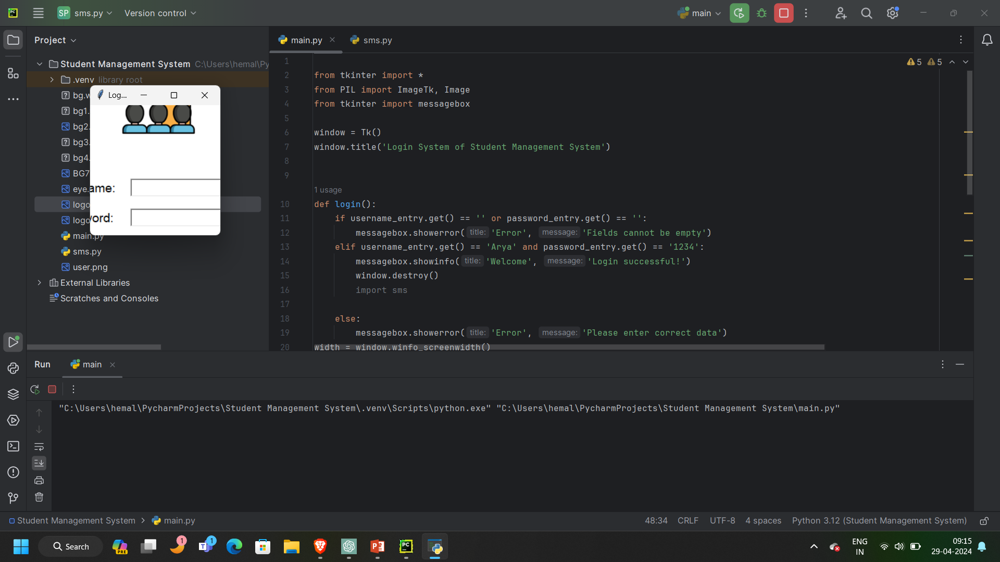 SP sms.py Version control
main
Project
main.py
sms.py
Student Management System C:\Users\hemal\Py
.venv library root
Log...
bg.w
bg1.
bg2.
bg3.
bg4.
BG7
eye.
logo
logo
main.py
sms.py
user.png
External Libraries
Scratches and Consoles
ame:
word:
5 5
1
2 from tkinter import *
3 from PIL import ImageTk, Image
4 from tkinter import messagebox
5
6 window = Tk()
7 window.title('Login System of Student Management System')
8
9
1 usage
10 def login():
11 if username_entry.get() == '' or password_entry.get() == '':
12 messagebox.showerror( title: 'Error', message: 'Fields cannot be empty')
13 elif username_entry.get() == 'Arya' and password_entry.get() == '1234':
14 messagebox.showinfo( title: 'Welcome', message: 'Login successful!')
15 window.destroy()
16 import sms
17
18 else:
19 messagebox.showerror( title: 'Error', message: 'Please enter correct data')
20 width = window.winfo_screenwidth()
Run main
"C:\Users\hemal\PycharmProjects\Student Management System\.venv\Scripts\python.exe" "C:\Users\hemal\PycharmProjects\Student Management System\main.py"
Student Management System > main.py
48:34 CRLF UTF-8 4 spaces Python 3.12 (Student Management System)
Search
PRE
1
1
PC
ENG
IN
09:15
29-04-2024